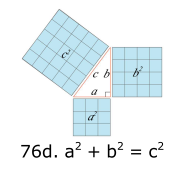 c²
c b
b²
a
a²
76d. a² + b² = c²